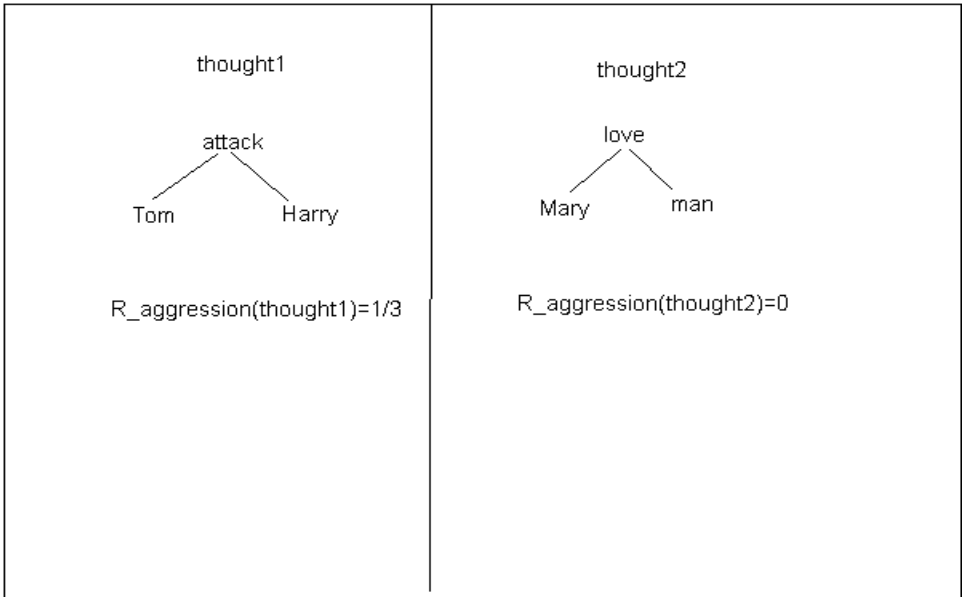 thought1
attack
Tom
Harry
R_aggression(thought1)=1/3
thought2
love
Mary
man
R_aggression(thought2)=0